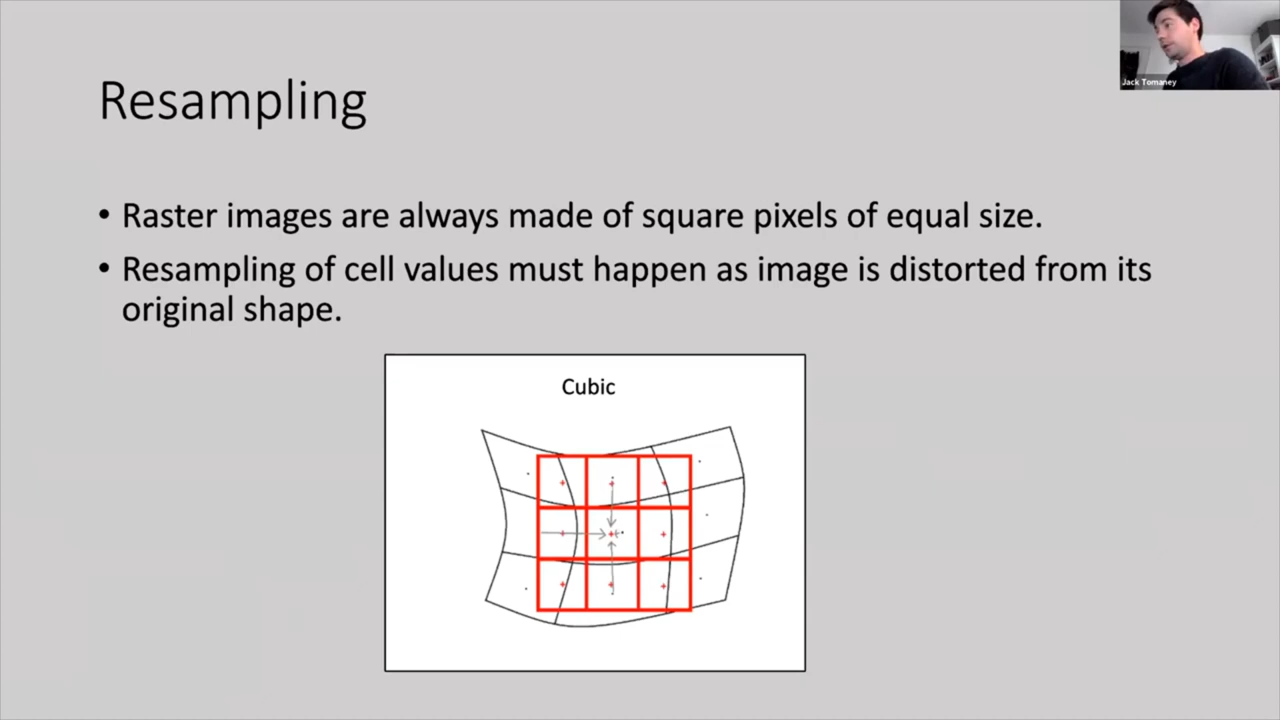 Resampling
• Raster images are always made of square pixels of equal size.
• Resampling of cell values must happen as image is distorted from its
original shape.
Cubic
Jack Tomaney